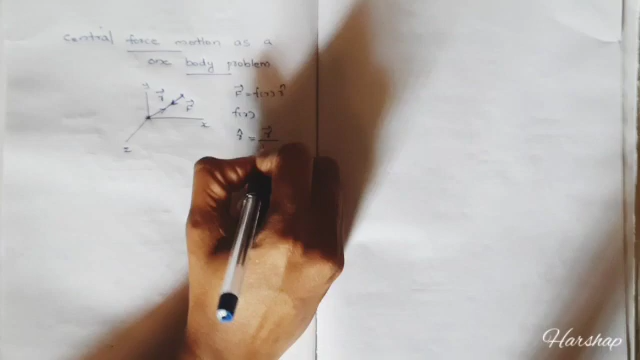 Central force motion as a
one body problem
y
r⃗
F⃗
x
z
F⃗ = f(r) r̂
f(r)
r̂ = r⃗
Harshap